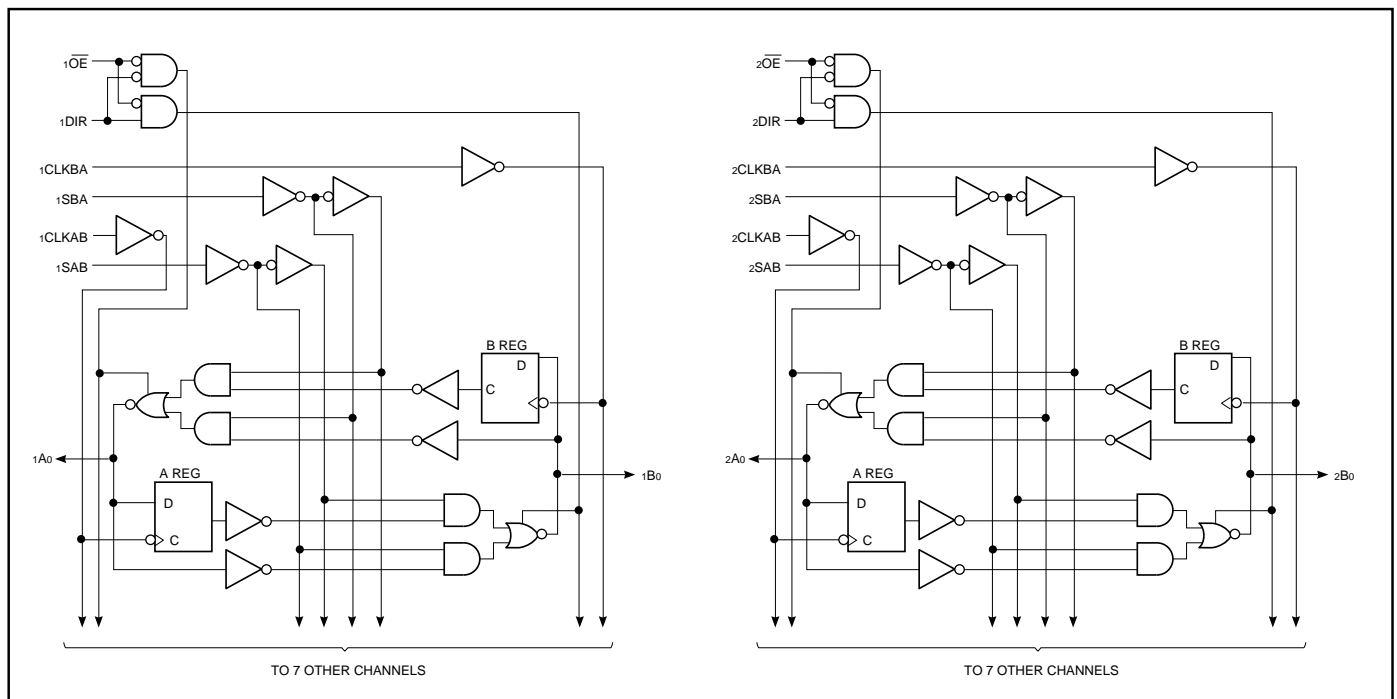 1OE
1DIR
1CLKBA
1SBA
1CLKAB
1SAB
B REG
D
C
1A0
1B0
A REG
D
C
TO 7 OTHER CHANNELS
2OE
2DIR
2CLKBA
2SBA
2CLKAB
2SAB
B REG
D
C
2A0
2B0
A REG
D
C
TO 7 OTHER CHANNELS